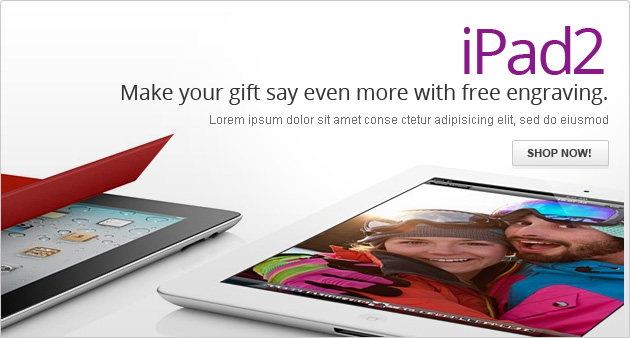 iPad2
Make your gift say even more with free engraving.
Lorem ipsum dolor sit amet conse ctetur adipisicing elit, sed do eiusmod
SHOP NOW!